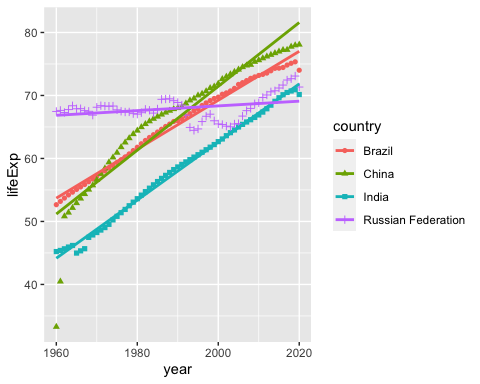 80
70
60
50
40
lifeExp
1960 1980 2000 2020
year
country
Brazil
China
India
Russian Federation